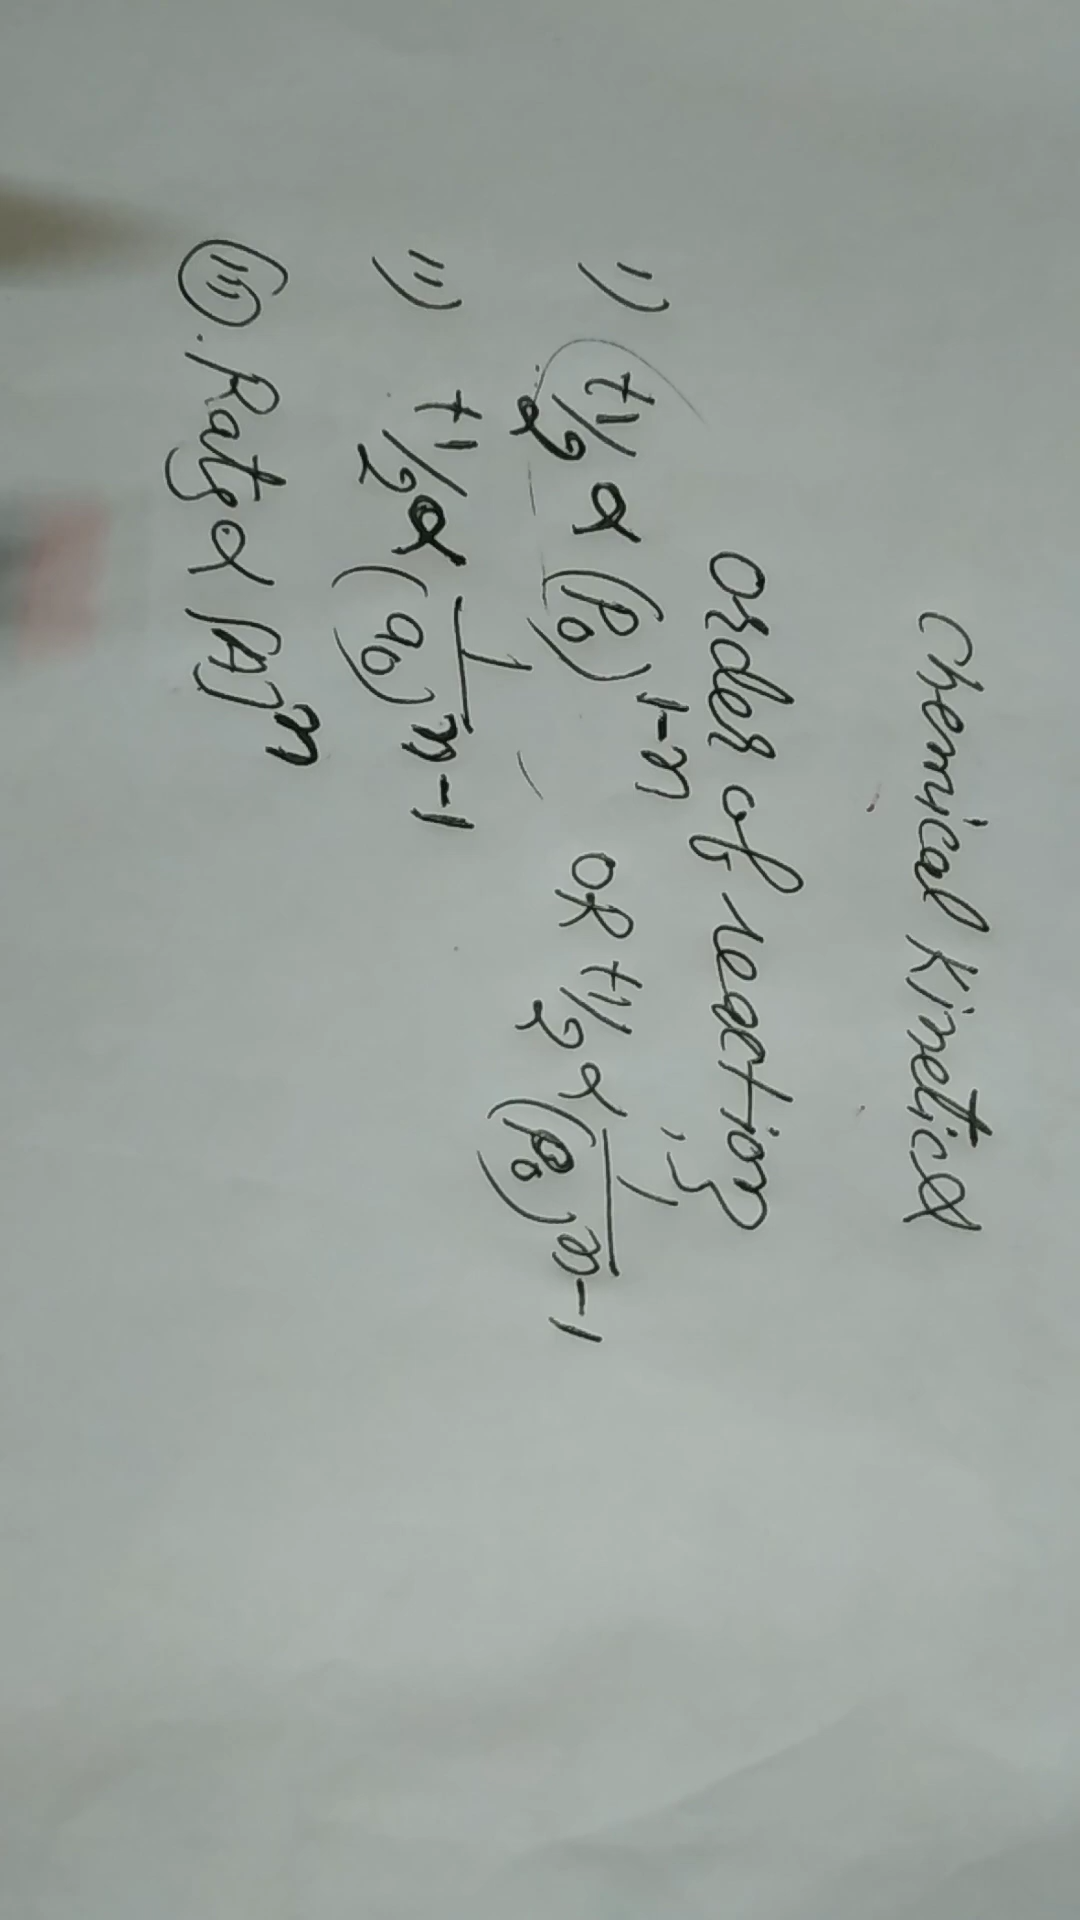 Chemical Kinetics
order of reaction
i) t1/2 α (P0)^1-n or t1/2 α 1/(P0)^n-1
ii) t1/2 α 1/(a0)^n-1
(iii). Rate α [A]^n